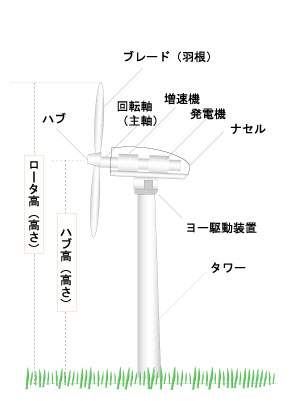 ブレード（羽根）
増速機
回転軸
（主軸）
発電機
ハブ
ナセル
ロータ高（高さ）
ハブ高（高さ）
ヨー駆動装置
タワー